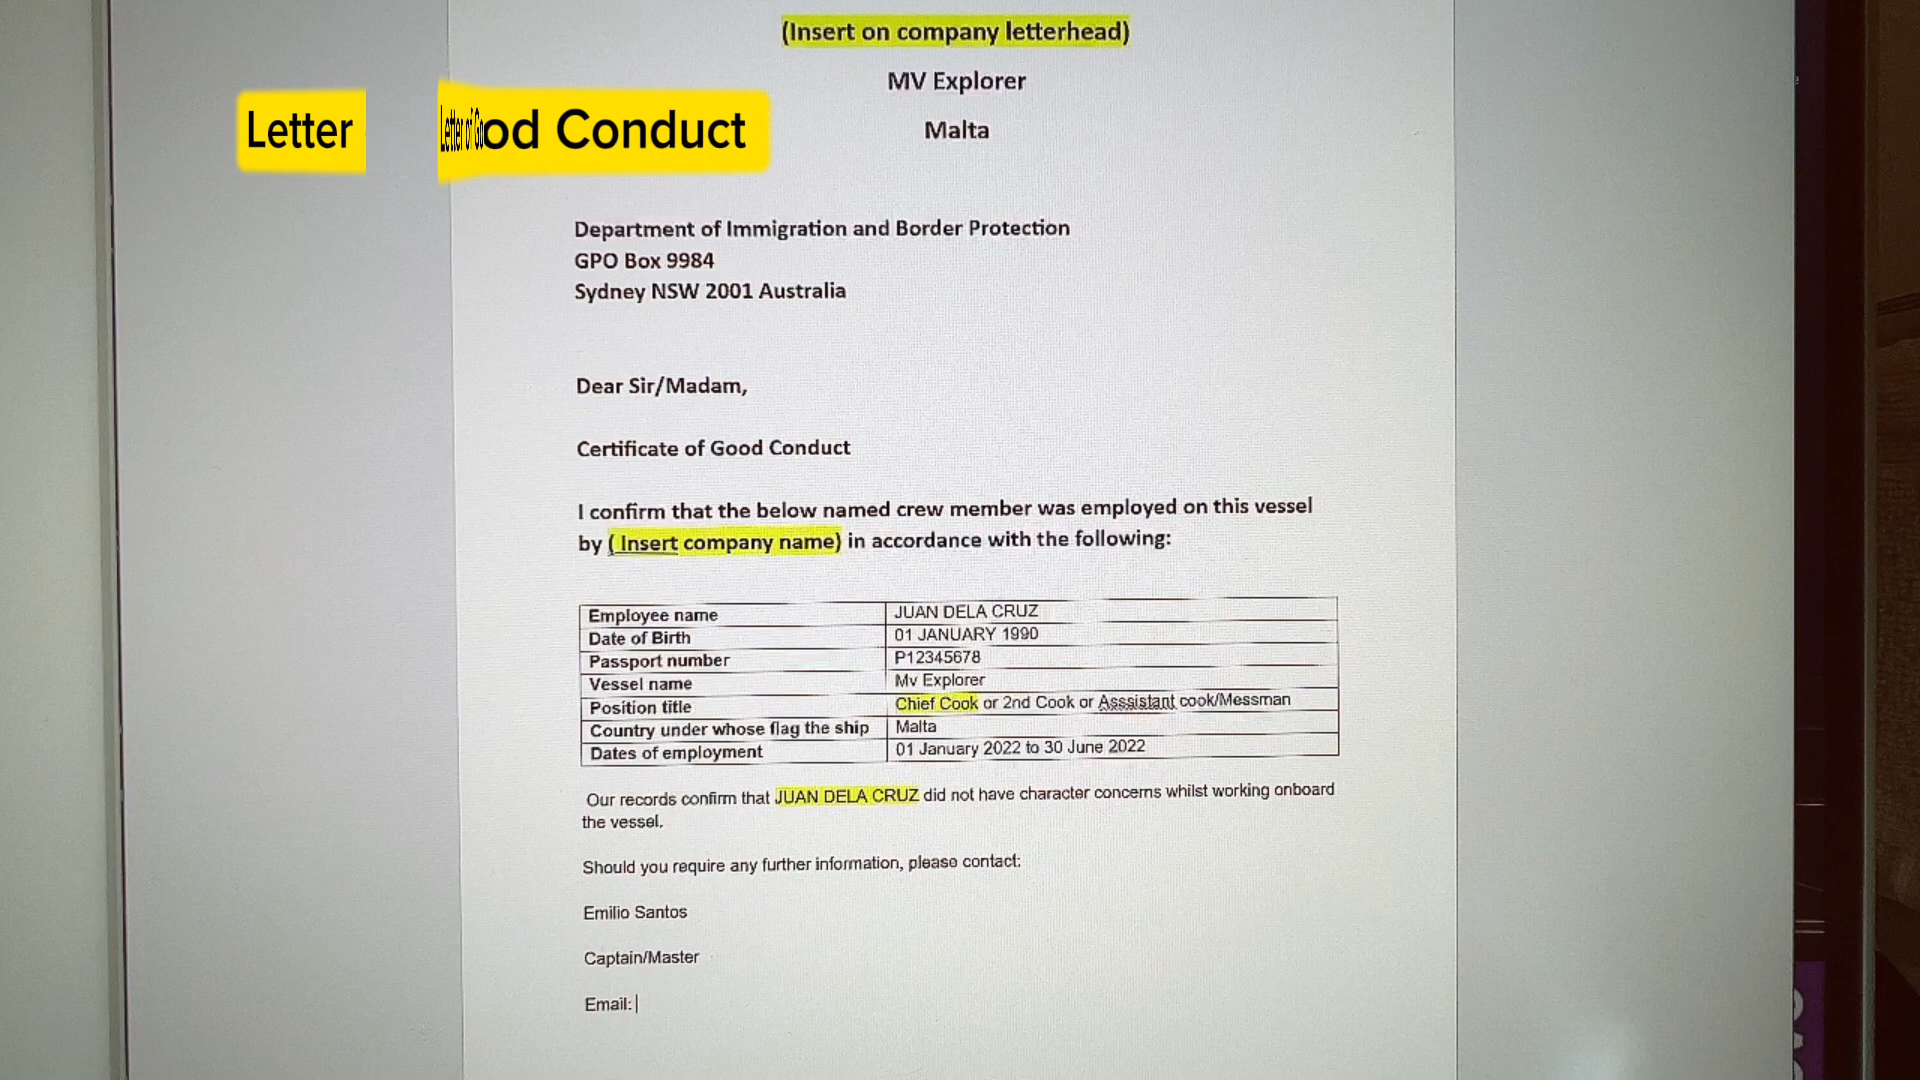 (Insert on company letterhead)
MV Explorer
Malta
Letter
Letter of Good Conduct
Department of Immigration and Border Protection
GPO Box 9984
Sydney NSW 2001 Australia
Dear Sir/Madam,
Certificate of Good Conduct
I confirm that the below named crew member was employed on this vessel
by ( Insert company name) in accordance with the following:
Employee name JUAN DELA CRUZ
Date of Birth 01 JANUARY 1990
Passport number P12345678
Vessel name Mv Explorer
Position title Chief Cook or 2nd Cook or Asssistant cook/Messman
Country under whose flag the ship Malta
Dates of employment 01 January 2022 to 30 June 2022
Our records confirm that JUAN DELA CRUZ did not have character concerns whilst working onboard
the vessel.
Should you require any further information, please contact:
Emilio Santos
Captain/Master
Email: